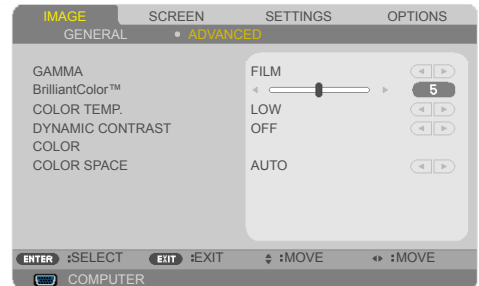 IMAGE SCREEN SETTINGS OPTIONS
GENERAL • ADVANCED
GAMMA FILM
BrilliantColor™ 5
COLOR TEMP. LOW
DYNAMIC CONTRAST OFF
COLOR
COLOR SPACE AUTO
ENTER :SELECT EXIT :EXIT :MOVE :MOVE
COMPUTER